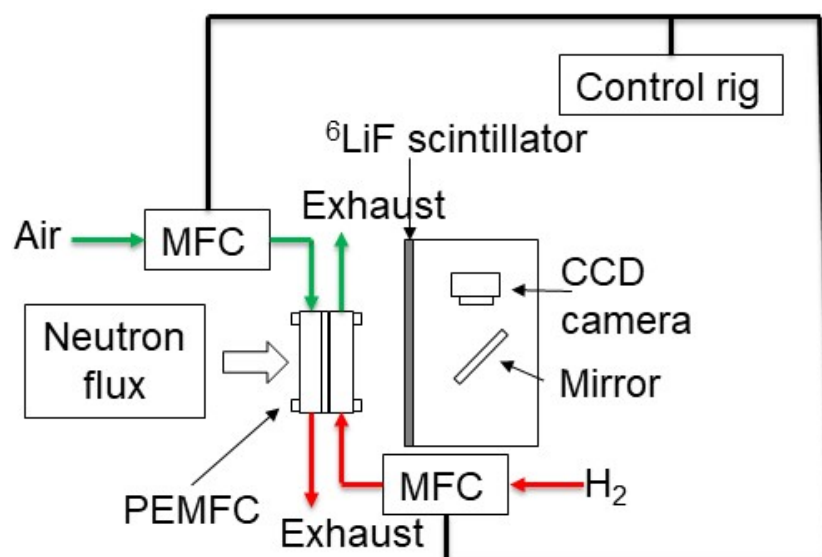 Control rig
⁶LiF scintillator
Exhaust
Air
MFC
CCD
camera
Neutron
flux
Mirror
PEMFC
MFC
H₂
Exhaust